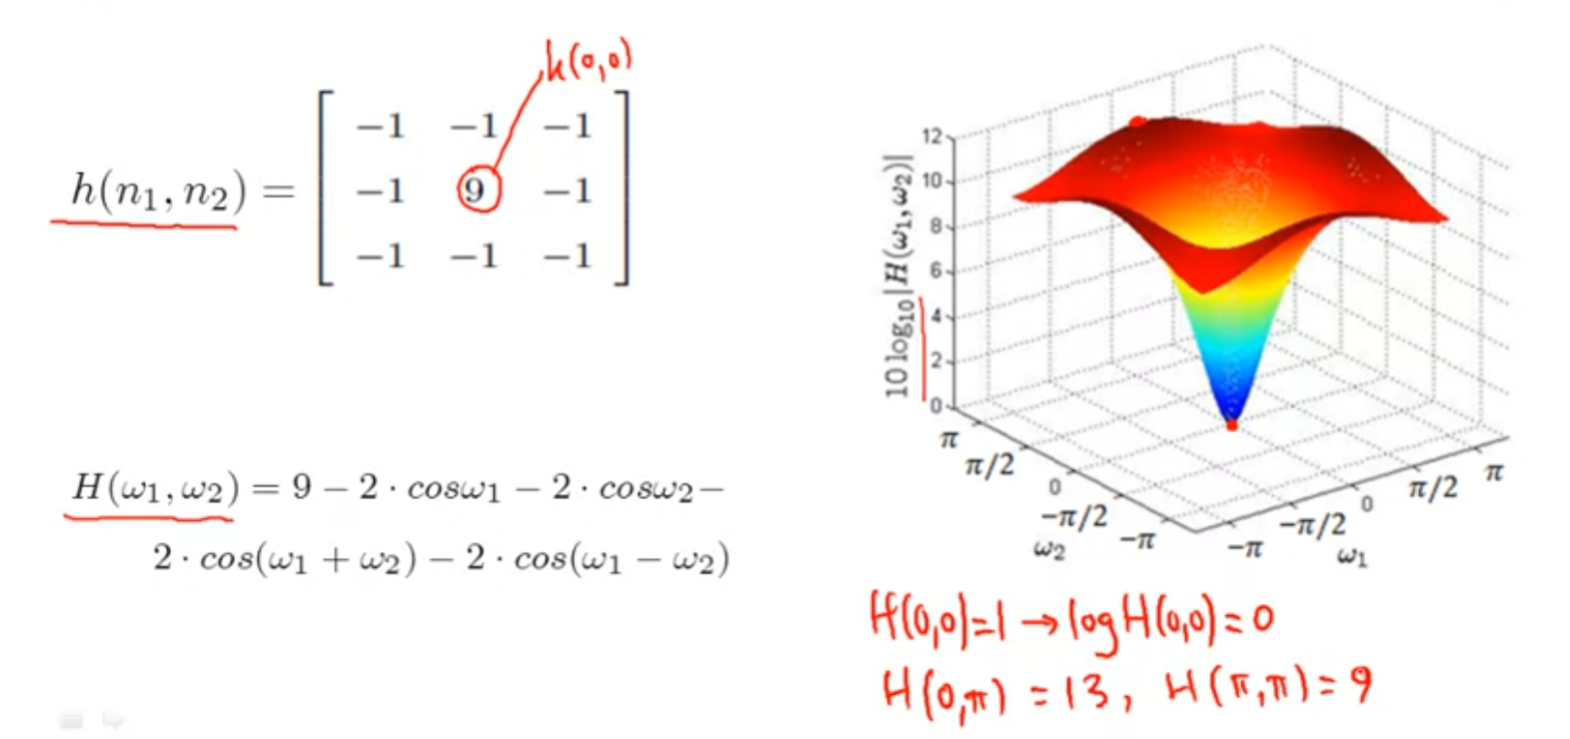 h(0,0)
h(n₁, n₂) =
−1 −1 −1
−1 9 −1
−1 −1 −1
H(ω₁, ω₂) = 9 − 2 · cosω₁ − 2 · cosω₂−
2 · cos(ω₁ + ω₂) − 2 · cos(ω₁ − ω₂)
10 log₁₀|H(ω₁, ω₂)|
12
10
8
6
4
2
0
π
π/2
0
−π/2
−π
ω₂
−π
−π/2
0
π/2
π
ω₁
H(0,0)=1 → log H(0,0) = 0
H(0,π) = 13, H(π,π) = 9